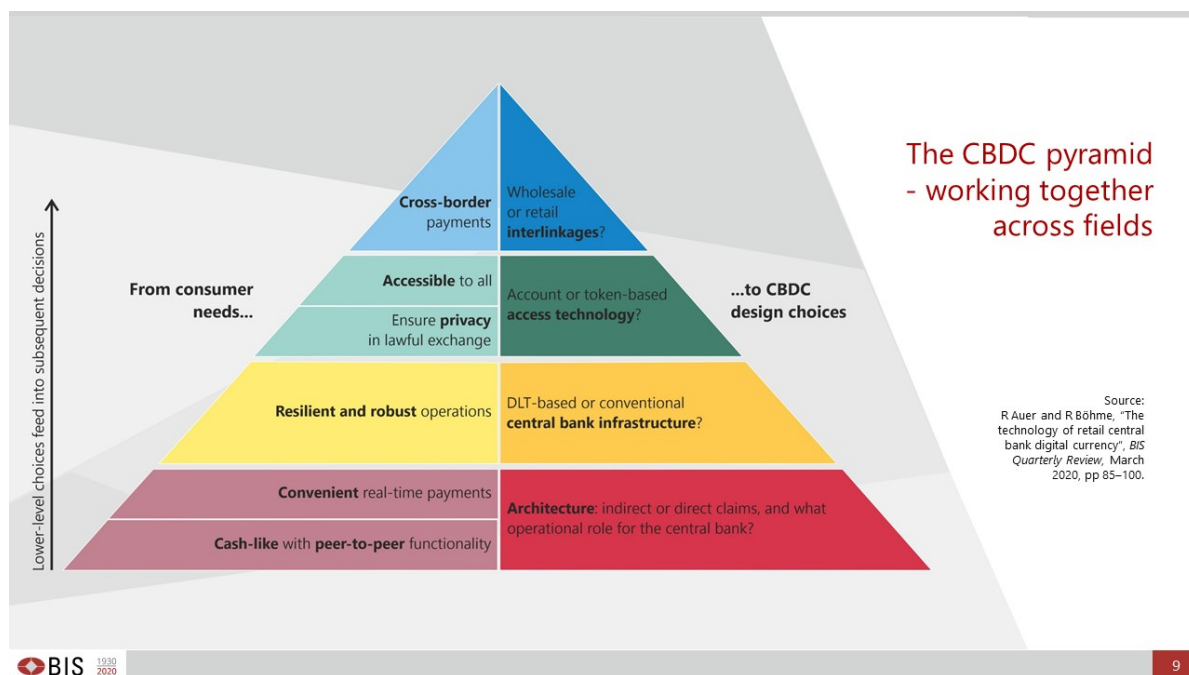 The CBDC pyramid
- working together
across fields
Lower-level choices feed into subsequent decisions
From consumer
needs...
...to CBDC
design choices
Cross-border
payments
Wholesale
or retail
interlinkages?
Accessible to all
Ensure privacy
in lawful exchange
Account or token-based
access technology?
Resilient and robust operations
DLT-based or conventional
central bank infrastructure?
Convenient real-time payments
Cash-like with peer-to-peer functionality
Architecture: indirect or direct claims, and what
operational role for the central bank?
Source:
R Auer and R Böhme, “The
technology of retail central
bank digital currency”, BIS
Quarterly Review, March
2020, pp 85–100.
BIS
1930
2020
9